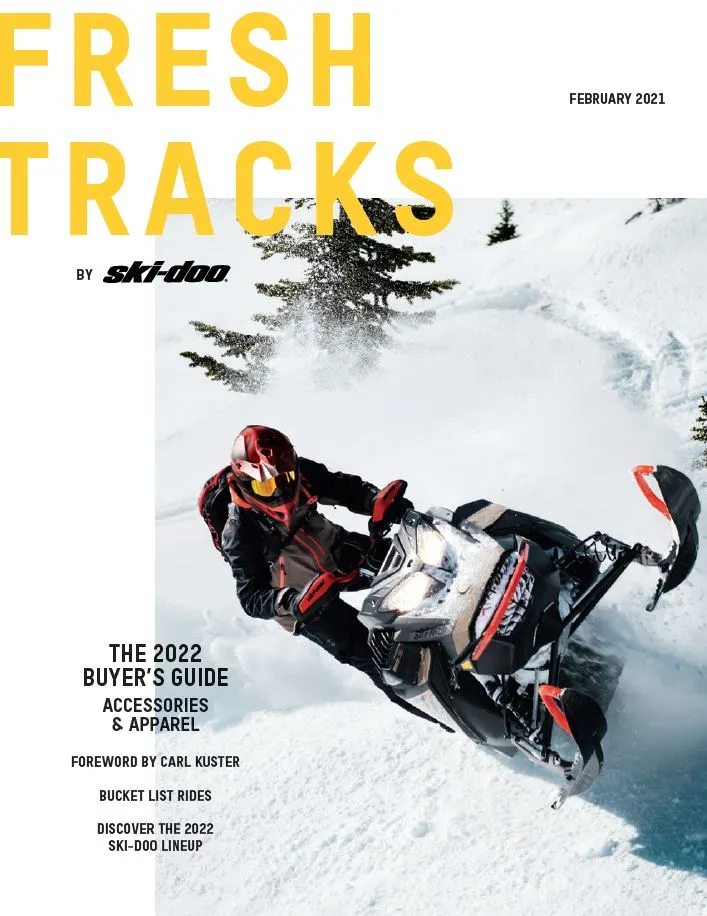 FRESH
TRACKS
FEBRUARY 2021
BY ski-doo
THE 2022
BUYER'S GUIDE
ACCESSORIES
& APPAREL
FOREWORD BY CARL KUSTER
BUCKET LIST RIDES
DISCOVER THE 2022
SKI-DOO LINEUP